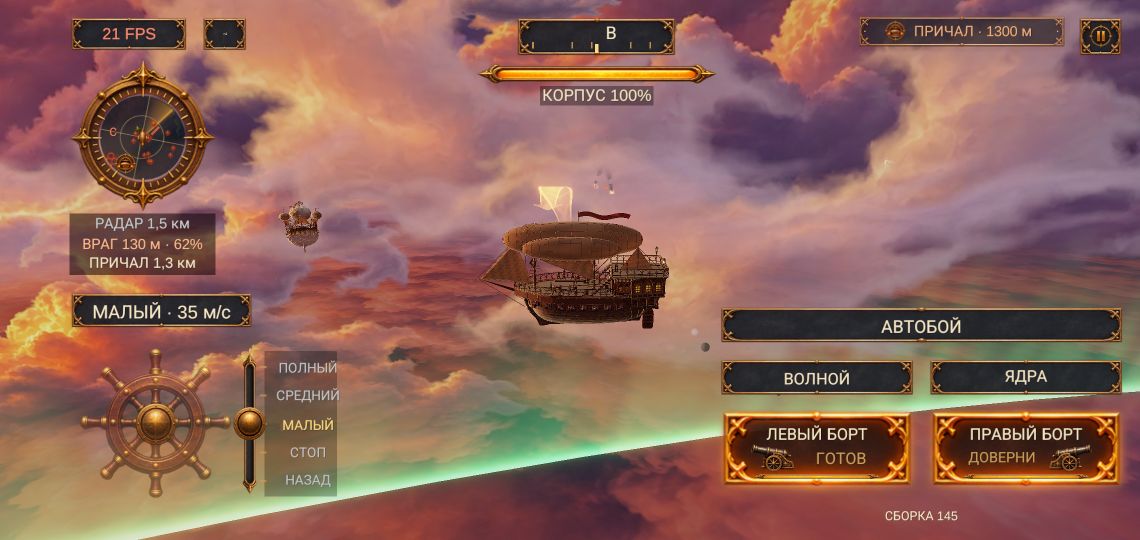 21 FPS
В
ПРИЧАЛ · 1300 м
КОРПУС 100%
С
РАДАР 1,5 км
ВРАГ 130 м · 62%
ПРИЧАЛ 1,3 км
МАЛЫЙ · 35 м/с
ПОЛНЫЙ
СРЕДНИЙ
МАЛЫЙ
СТОП
НАЗАД
АВТОБОЙ
ВОЛНОЙ
ЯДРА
ЛЕВЫЙ БОРТ
ГОТОВ
ПРАВЫЙ БОРТ
ДОВЕРНИ
СБОРКА 145